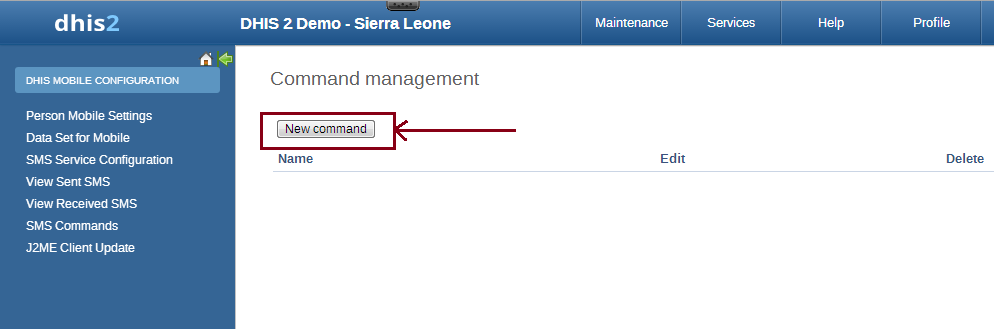 dhis2
DHIS 2 Demo - Sierra Leone
Maintenance
Services
Help
Profile
DHIS MOBILE CONFIGURATION
Person Mobile Settings
Data Set for Mobile
SMS Service Configuration
View Sent SMS
View Received SMS
SMS Commands
J2ME Client Update
Command management
New command
Name Edit Delete